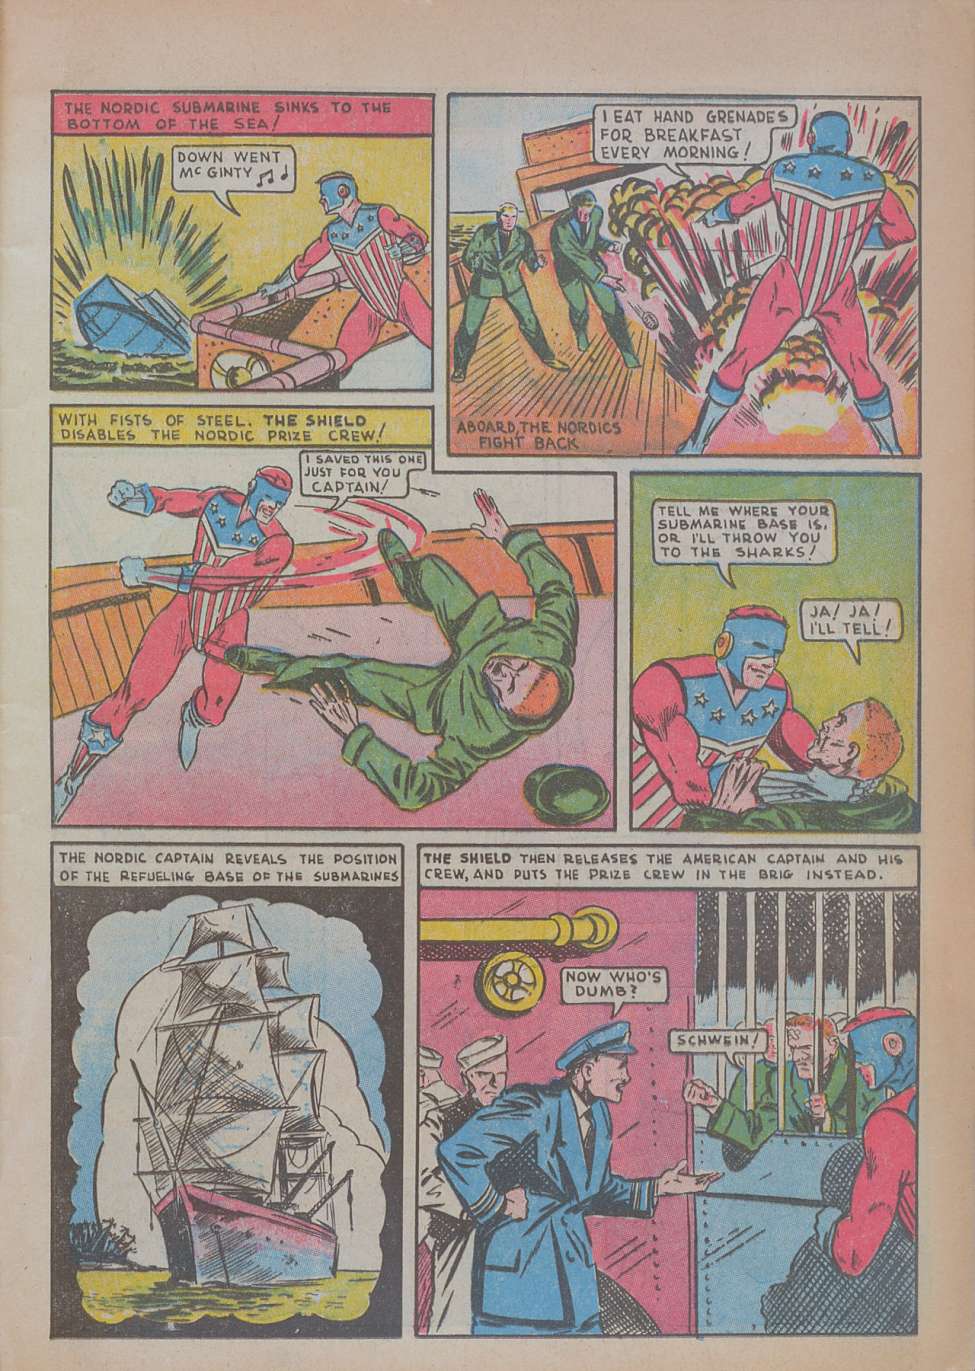 THE NORDIC SUBMARINE SINKS TO THE
BOTTOM OF THE SEA!
DOWN WENT
MCGINTY
I EAT HAND GRENADES
FOR BREAKFAST
EVERY MORNING!
ABOARD, THE NORDICS
FIGHT BACK
WITH FISTS OF STEEL, THE SHIELD
DISABLES THE NORDIC PRIZE CREW!
I SAVED THIS ONE
JUST FOR YOU
CAPTAIN!
TELL ME WHERE YOUR
SUBMARINE BASE IS,
OR I'LL THROW YOU
TO THE SHARKS!
JA! JA!
I'LL TELL!
THE NORDIC CAPTAIN REVEALS THE POSITION
OF THE REFUELING BASE OF THE SUBMARINES
THE SHIELD THEN RELEASES THE AMERICAN CAPTAIN AND HIS
CREW, AND PUTS THE PRIZE CREW IN THE BRIG INSTEAD.
NOW WHO'S
DUMB?
SCHWEIN!